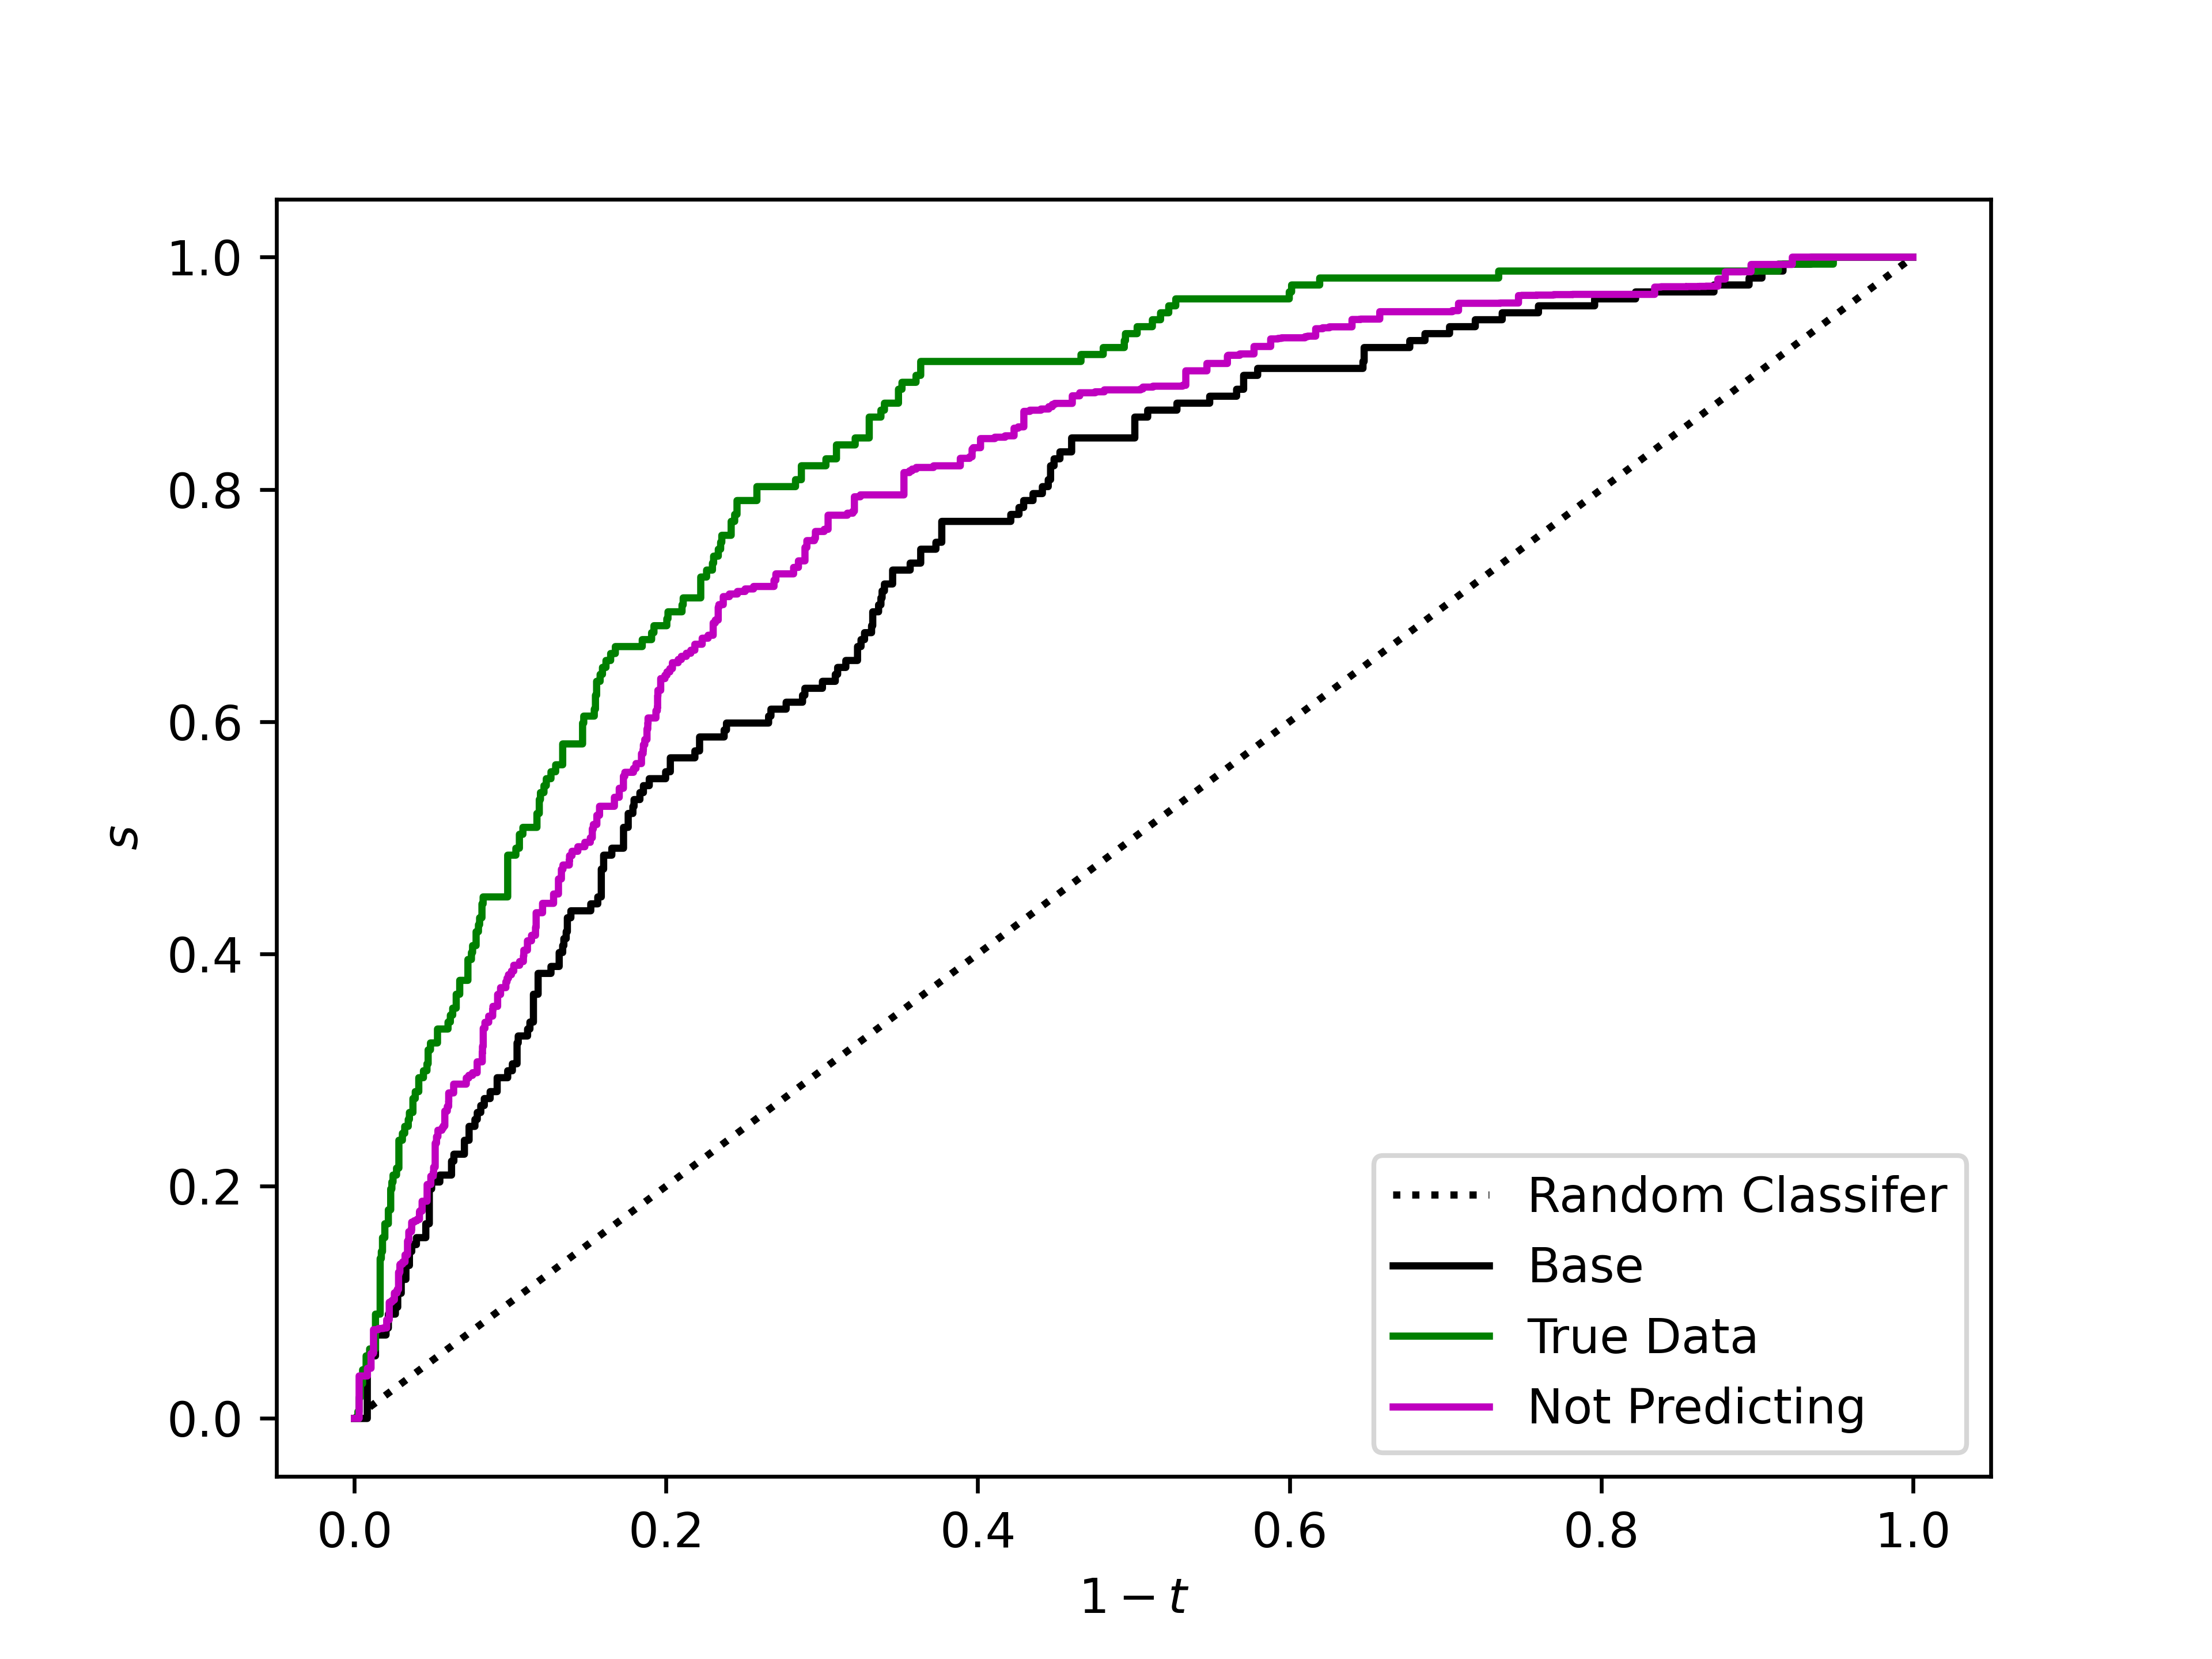 1.0
0.8
0.6
0.4
0.2
0.0
s
0.0 0.2 0.4 0.6 0.8 1.0
1 − t
Random Classifer
Base
True Data
Not Predicting